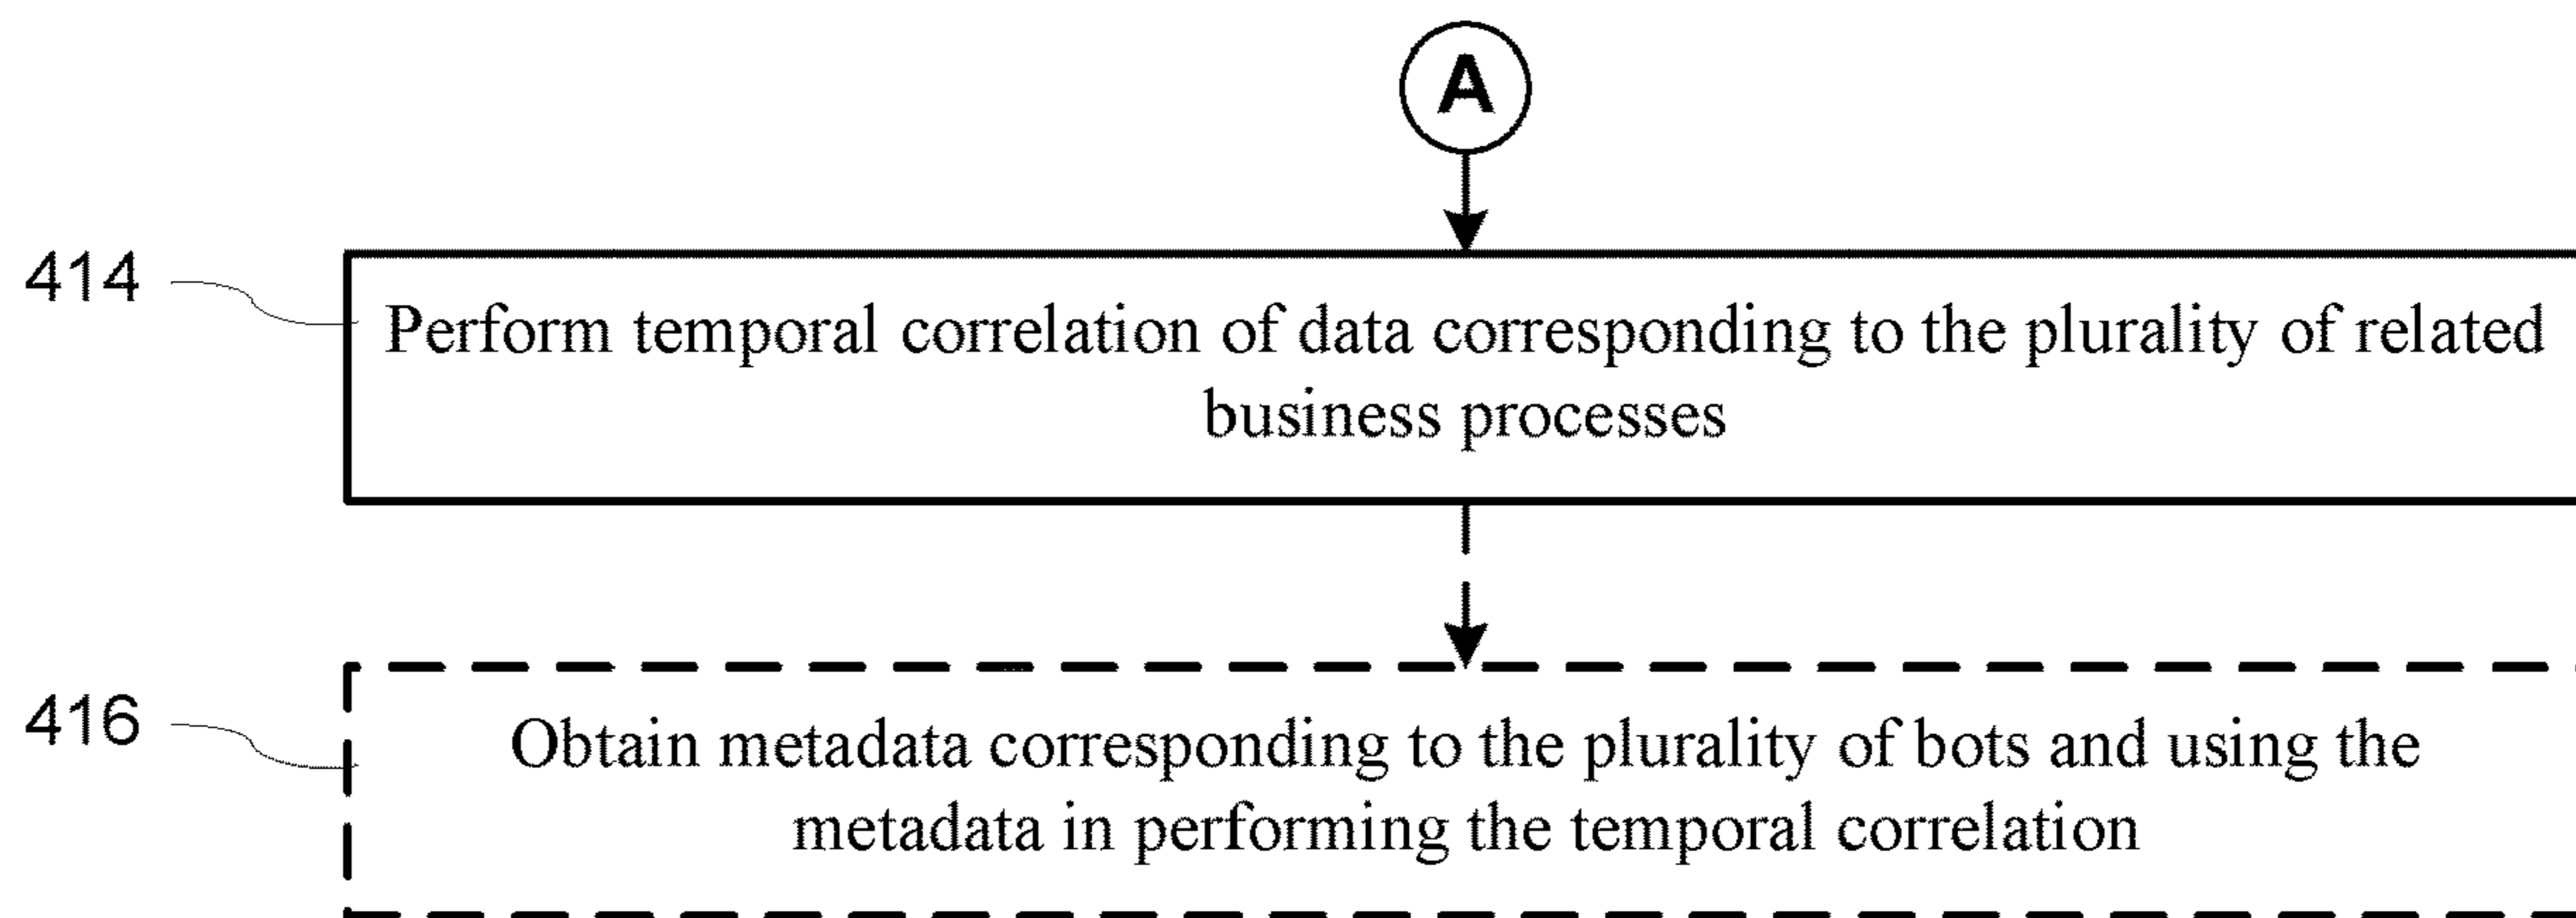 A
414
Perform temporal correlation of data corresponding to the plurality of related
business processes
416
Obtain metadata corresponding to the plurality of bots and using the
metadata in performing the temporal correlation